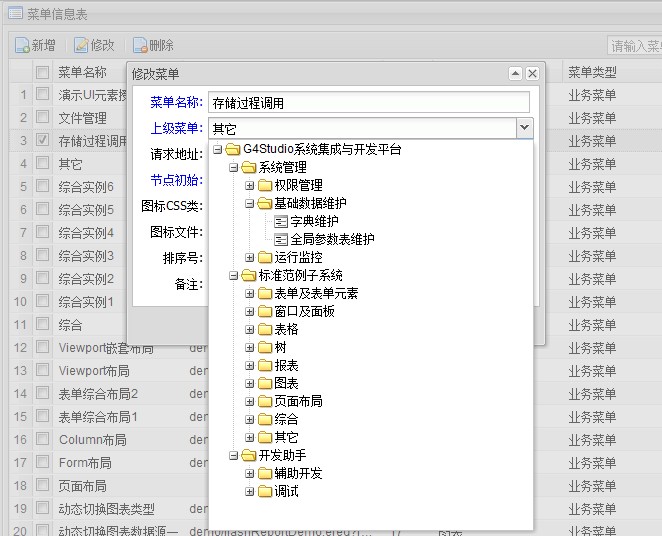 菜单信息表
新增 修改 删除 请输入菜单
菜单名称 菜单类型
1 演示UI元素授 业务菜单
2 文件管理 业务菜单
3 存储过程调用 业务菜单
4 其它 业务菜单
5 综合实例6 业务菜单
6 综合实例5 业务菜单
7 综合实例4 业务菜单
8 综合实例3 业务菜单
9 综合实例2 业务菜单
10 综合实例1 业务菜单
11 综合 业务菜单
12 Viewport嵌套布局 den 业务菜单
13 Viewport布局 den 业务菜单
14 表单综合布局2 den 业务菜单
15 表单综合布局1 den 业务菜单
16 Column布局 den 业务菜单
17 Form布局 den 业务菜单
18 页面布局 业务菜单
19 动态切换图表类型 den 业务菜单
20 动态切换图表数据源一 17 图表 业务菜单
修改菜单
菜单名称: 存储过程调用
上级菜单: 其它
请求地址:
节点初始:
图标CSS类:
图标文件:
排序号:
备注:
G4Studio系统集成与开发平台
系统管理
权限管理
基础数据维护
字典维护
全局参数表维护
运行监控
标准范例子系统
表单及表单元素
窗口及面板
表格
树
报表
图表
页面布局
综合
其它
开发助手
辅助开发
调试